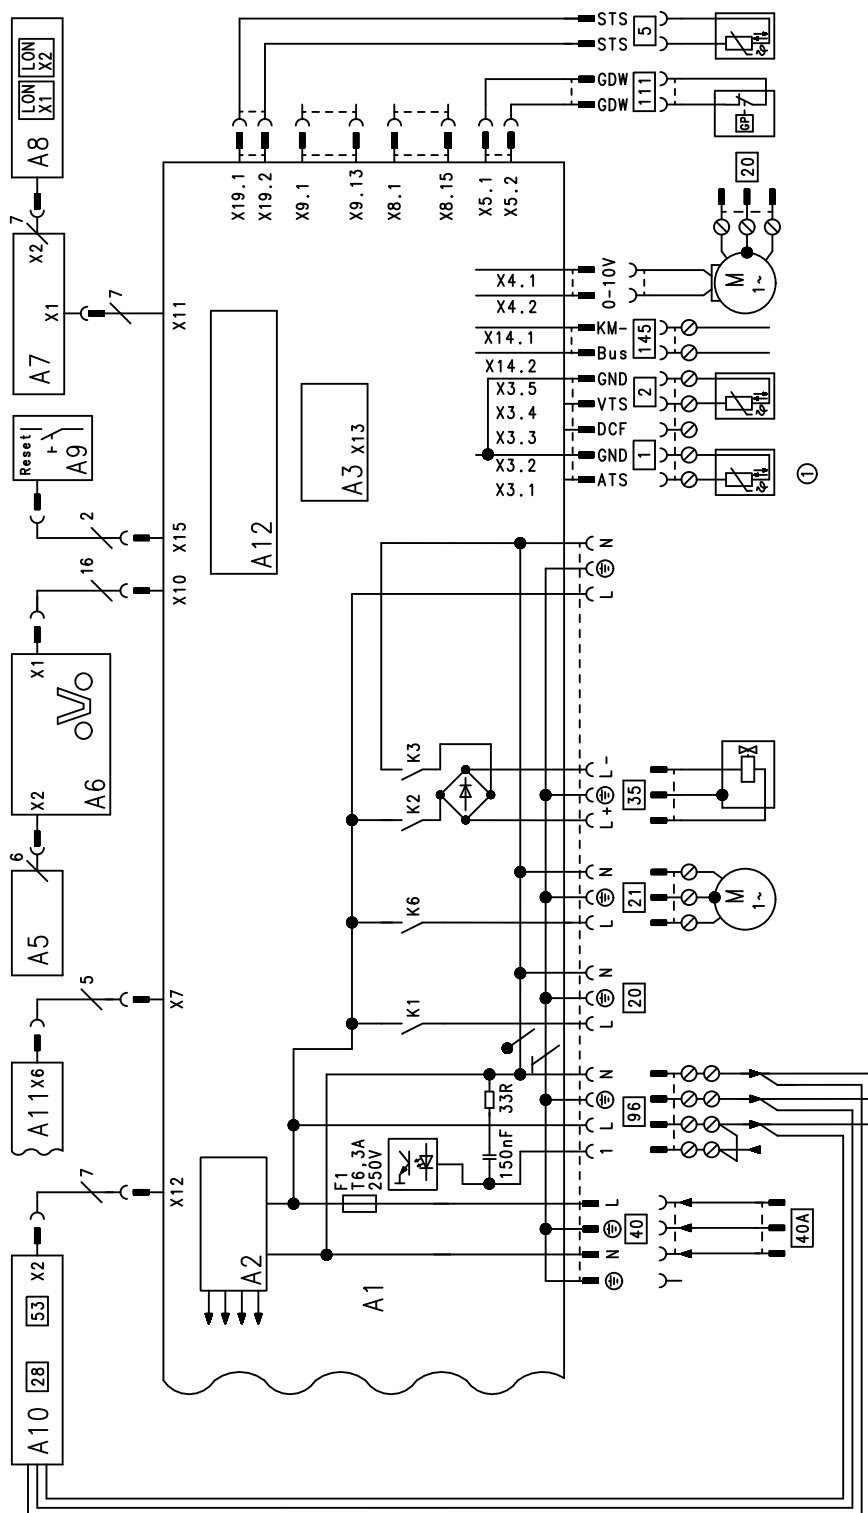 LON X2
LON X1
A8
7
X2
X1
A7
7
X11
Reset
A9
2
X15
16
X10
X1
X2
A6
6
A5
5
X7
X6
A11
7
X12
X2
53
28
A10
X19.1
X19.2
X9.1
X9.13
X8.1
X8.15
X5.1
X5.2
A12
A3
X13
X4.1
X4.2
X14.1
X14.2
X3.5
X3.4
X3.3
X3.2
X3.1
STS
STS
5
GDW
GDW
111
GP
20
M
1~
0-10V
KM-
Bus
145
GND
VTS
2
DCF
GND
ATS
1
1
N
L
K3
K2
L-
L+
35
K6
N
L
21
M
1~
K1
N
L
20
33R
150nF
F1
T6,3A
250V
N
L
1
96
A2
A1
L
N
40
40A